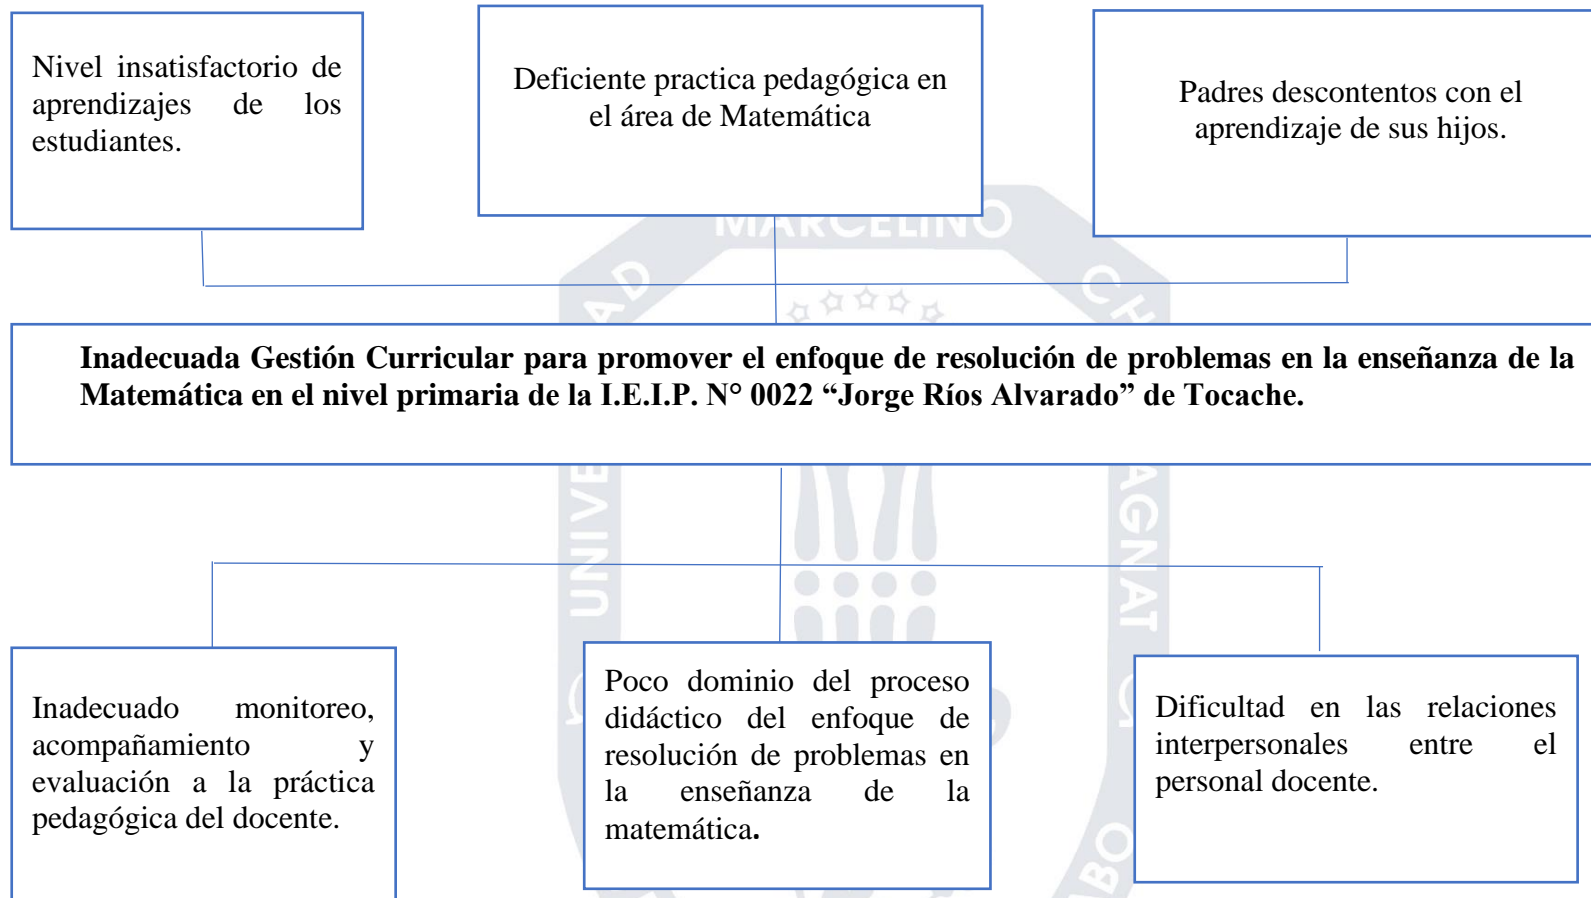 Nivel insatisfactorio de
aprendizajes de los
estudiantes.
Deficiente practica pedagógica en
el área de Matemática
Padres descontentos con el
aprendizaje de sus hijos.
MARCELINO
Inadecuada Gestión Curricular para promover el enfoque de resolución de problemas en la enseñanza de la
Matemática en el nivel primaria de la I.E.I.P. N° 0022 “Jorge Ríos Alvarado” de Tocache.
Inadecuado monitoreo,
acompañamiento y
evaluación a la práctica
pedagógica del docente.
Poco dominio del proceso
didáctico del enfoque de
resolución de problemas en
la enseñanza de la
matemática.
Dificultad en las relaciones
interpersonales entre el
personal docente.